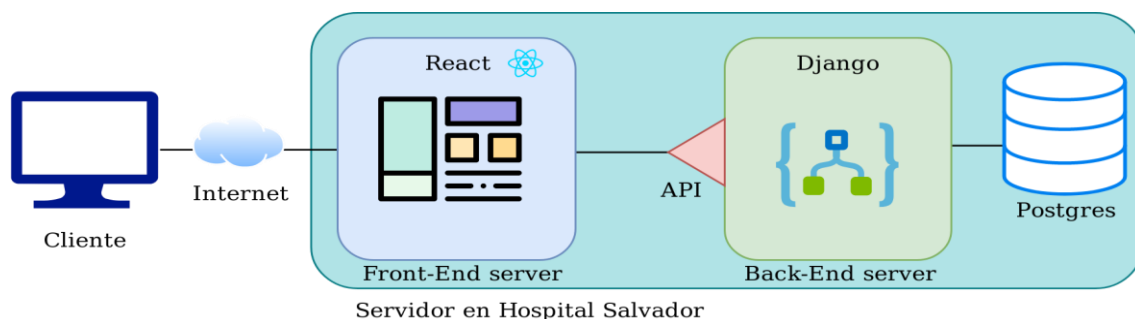 React
Django
Internet
API
Cliente
Postgres
Front-End server
Back-End server
Servidor en Hospital Salvador